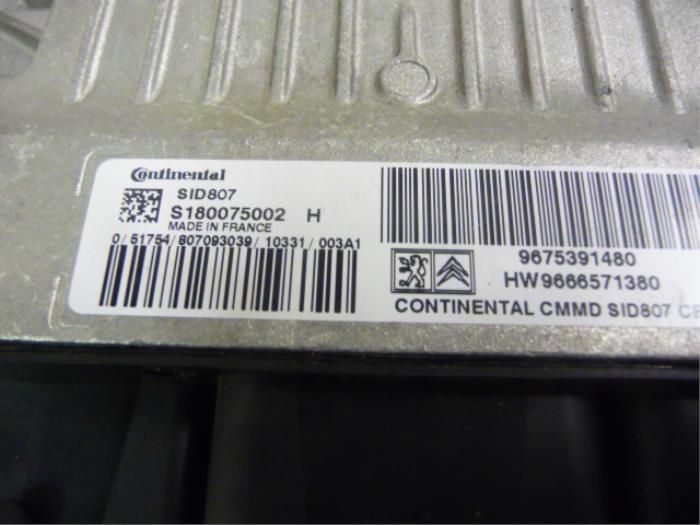 Continental
SID807
S180075002 H
MADE IN FRANCE
0/51754/807093039/10331/003A1
9675391480
HW9666571380
CONTINENTAL CMMD SID807